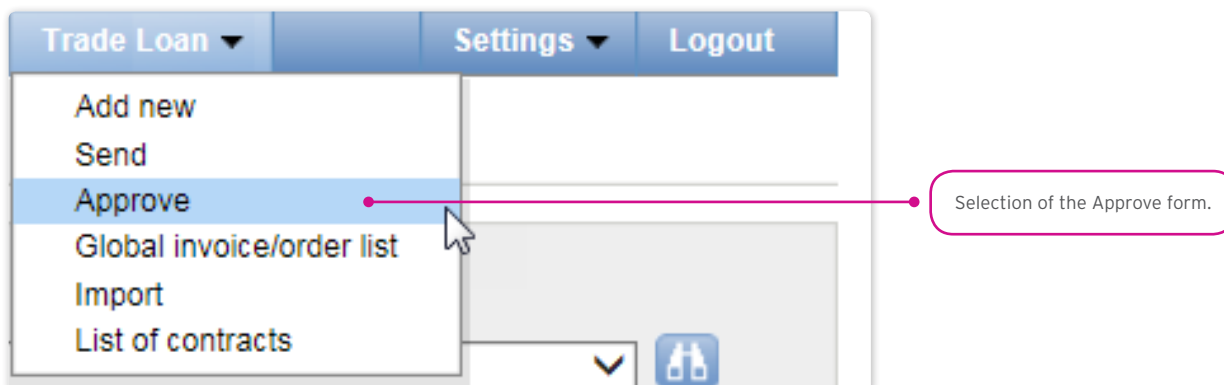 Trade Loan Settings Logout
Add new
Send
Approve
Selection of the Approve form.
Global invoice/order list
Import
List of contracts